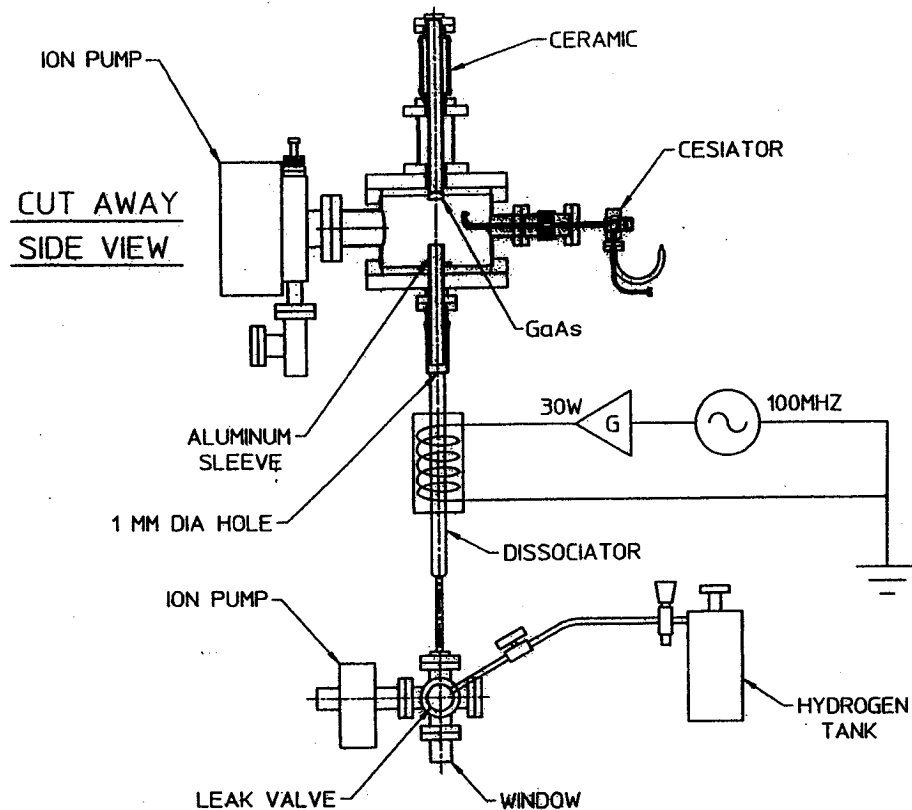 CERAMIC
ION PUMP
CESIATOR
CUT AWAY
SIDE VIEW
GaAs
30W
G
100MHZ
ALUMINUM
SLEEVE
1 MM DIA HOLE
DISSOCIATOR
ION PUMP
HYDROGEN
TANK
LEAK VALVE
WINDOW